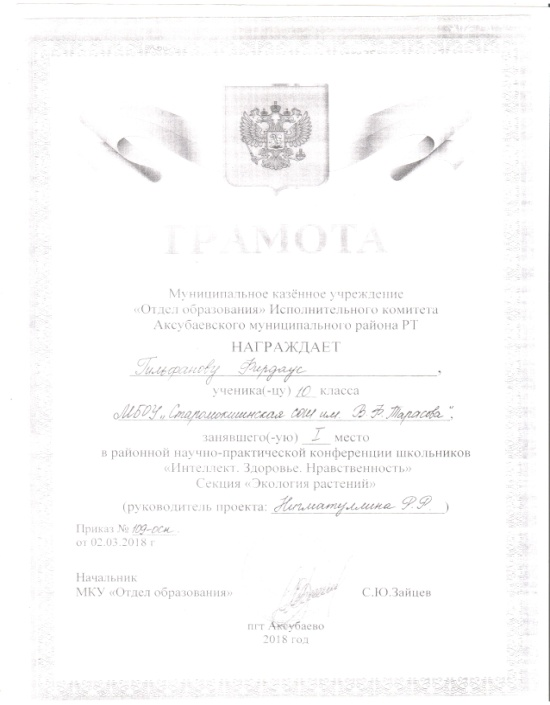 ГРАМОТА
Муниципальное казённое учреждение
«Отдел образования» Исполнительного комитета
Аксубаевского муниципального района РТ
НАГРАЖДАЕТ
Гильфанову Фердаус,
ученика(-цу) 10 класса
МБОУ „Старомокшинская сош им. В.Ф.Тарасова",
занявшего(-ую) I место
в районной научно-практической конференции школьников
«Интеллект. Здоровье. Нравственность»
Секция «Экология растений»
(руководитель проекта: Нигматуллина Р.Р.)
Приказ № 109-осн.
от 02.03.2018 г
Начальник
МКУ «Отдел образования» С.Ю.Зайцев
пгт Аксубаево
2018 год